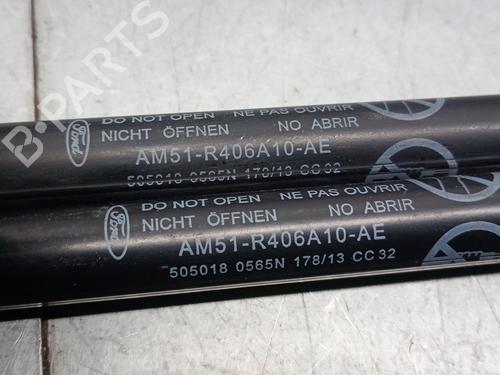 Ford
DO NOT OPEN NE PAS OUVRIR
NICHT ÖFFNEN NO ABRIR
AM51-R406A10-AE
505018 0565N 178/13 CC 32
Ford
DO NOT OPEN NE PAS OUVRIR
NICHT ÖFFNEN NO ABRIR
AM51-R406A10-AE
505018 0565N 178/13 CC 32
B-PARTS